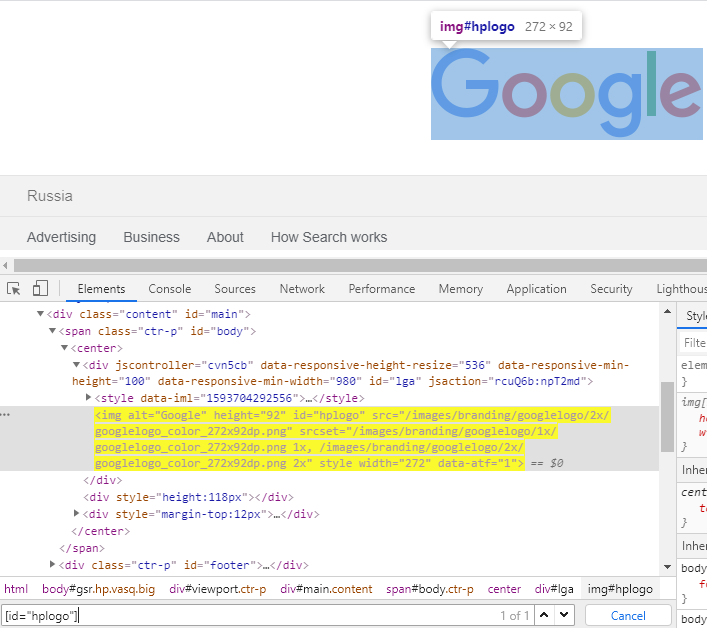 img#hplogo 272 × 92
Google
Russia
Advertising Business About How Search works
Elements Console Sources Network Performance Memory Application Security Lighthous
<div class="content" id="main">
<span class="ctr-p" id="body">
<center>
<div jscontroller="cvn5cb" data-responsive-height-resize="536" data-responsive-min-
height="100" data-responsive-min-width="980" id="lga" jsaction="rcuQ6b:npT2md">
<style data-iml="1593704292556">…</style>
<img alt="Google" height="92" id="hplogo" src="/images/branding/googlelogo/2x/
googlelogo_color_272x92dp.png" srcset="/images/branding/googlelogo/1x/
googlelogo_color_272x92dp.png 1x, /images/branding/googlelogo/2x/
googlelogo_color_272x92dp.png 2x" style width="272" data-atf="1"> == $0
</div>
<div style="height:118px"></div>
<div style="margin-top:12px">…</div>
</center>
</span>
<div class="ctr-p" id="footer">…</div>
Style
Filte
elem
}
img[
he
w
}
Inher
cent
te
}
Inher
body
fo
}
body
html body#gsr.hp.vasq.big div#viewport.ctr-p div#main.content span#body.ctr-p center div#lga img#hplogo
[id="hplogo"] 1 of 1 Cancel